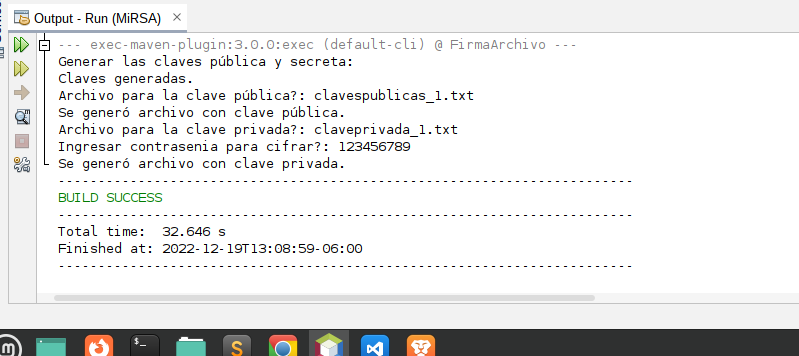 Output - Run (MiRSA) ×
--- exec-maven-plugin:3.0.0:exec (default-cli) @ FirmaArchivo ---
Generar las claves pública y secreta:
Claves generadas.
Archivo para la clave pública?: clavespublicas_1.txt
Se generó archivo con clave pública.
Archivo para la clave privada?: claveprivada_1.txt
Ingresar contrasenia para cifrar?: 123456789
Se generó archivo con clave privada.
------------------------------------------------------------------------
BUILD SUCCESS
------------------------------------------------------------------------
Total time:  32.646 s
Finished at: 2022-12-19T13:08:59-06:00
------------------------------------------------------------------------